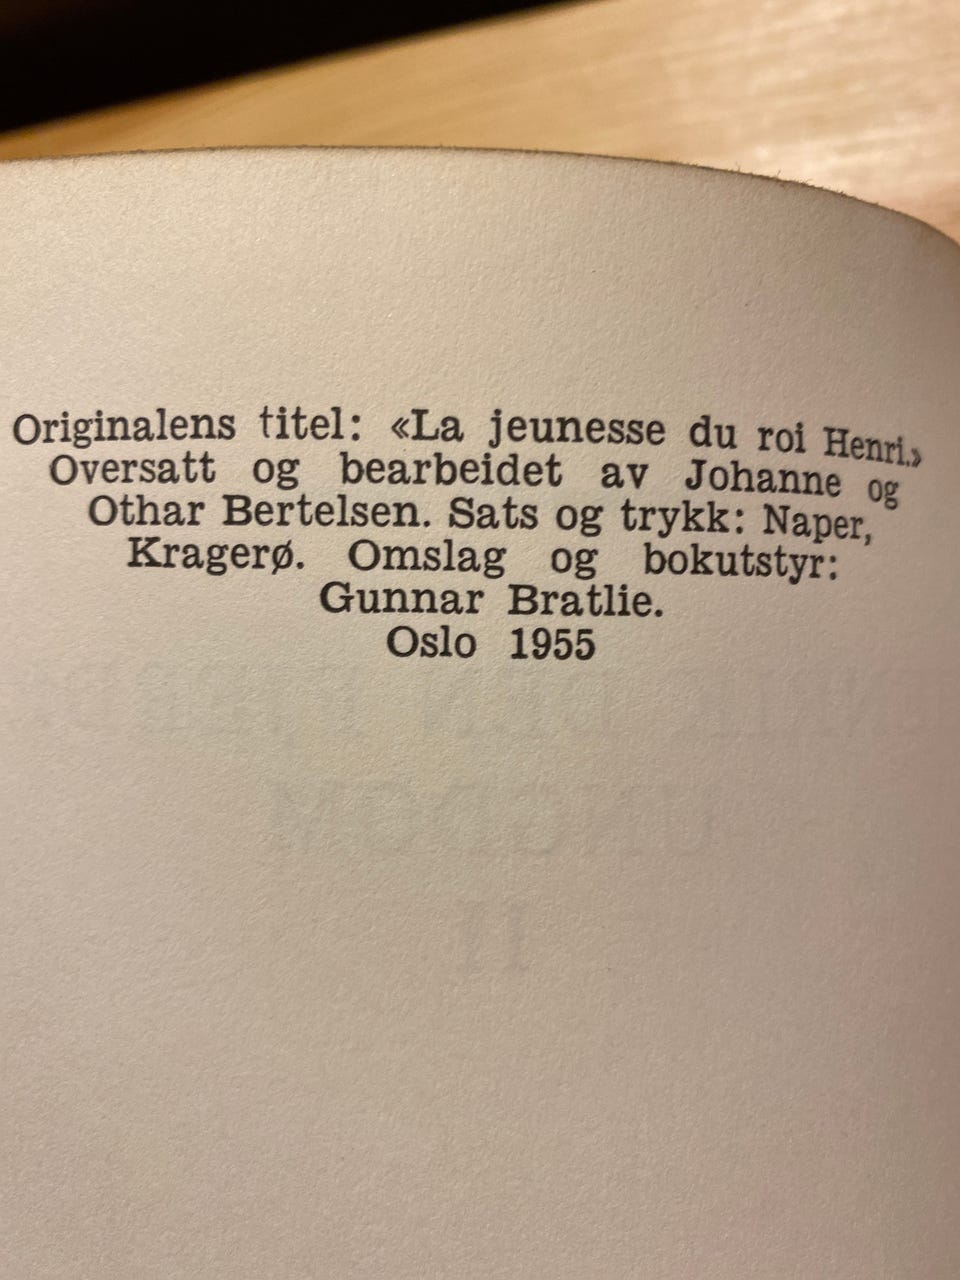 Originalens titel: «La jeunesse du roi Henri.»
Oversatt og bearbeidet av Johanne og
Othar Bertelsen. Sats og trykk: Naper,
Kragerø. Omslag og bokutstyr:
Gunnar Bratlie.
Oslo 1955